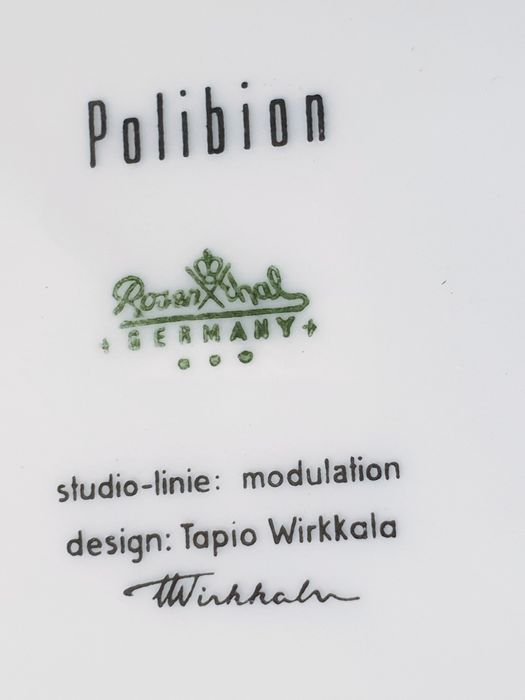 Polibion
Rosenthal
GERMANY
studio-linie: modulation
design: Tapio Wirkkala
TWirkkala